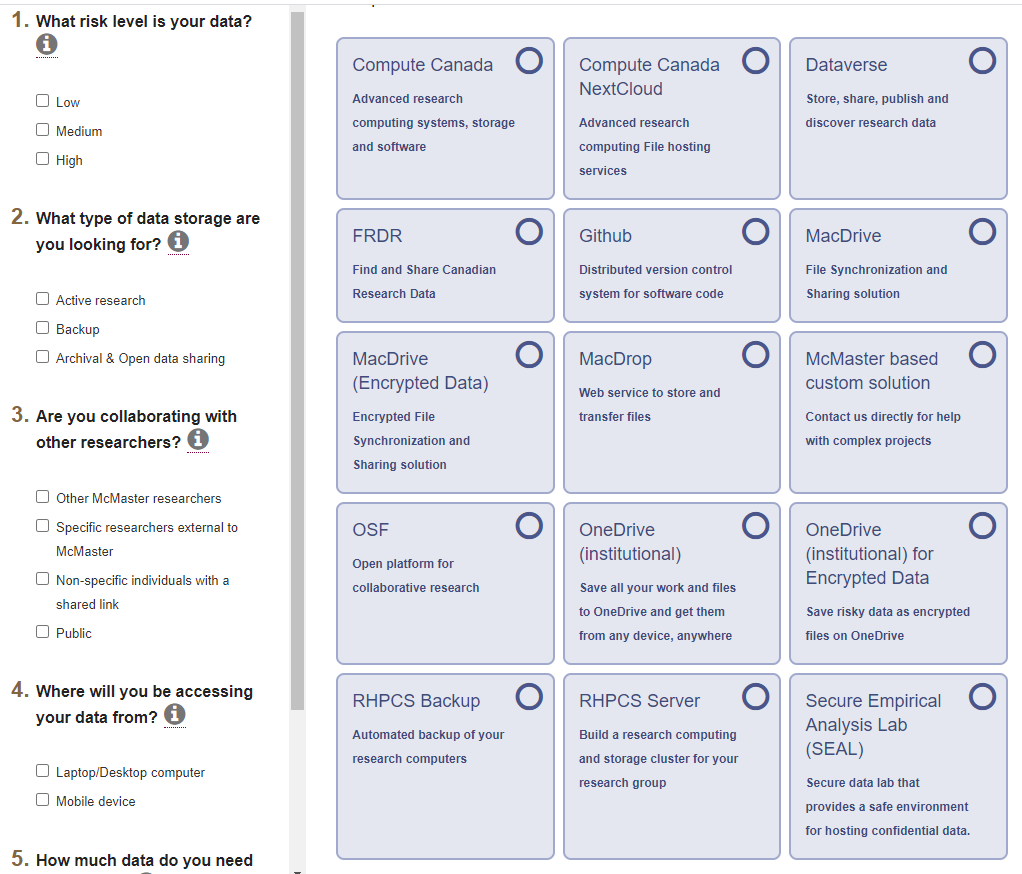 1. What risk level is your data?
Low
Medium
High
2. What type of data storage are
you looking for?
Active research
Backup
Archival & Open data sharing
3. Are you collaborating with
other researchers?
Other McMaster researchers
Specific researchers external to
McMaster
Non-specific individuals with a
shared link
Public
4. Where will you be accessing
your data from?
Laptop/Desktop computer
Mobile device
5. How much data do you need
Compute Canada
Advanced research
computing systems, storage
and software
Compute Canada
NextCloud
Advanced research
computing File hosting
services
Dataverse
Store, share, publish and
discover research data
FRDR
Find and Share Canadian
Research Data
Github
Distributed version control
system for software code
MacDrive
File Synchronization and
Sharing solution
MacDrive
(Encrypted Data)
Encrypted File
Synchronization and
Sharing solution
MacDrop
Web service to store and
transfer files
McMaster based
custom solution
Contact us directly for help
with complex projects
OSF
Open platform for
collaborative research
OneDrive
(institutional)
Save all your work and files
to OneDrive and get them
from any device, anywhere
OneDrive
(institutional) for
Encrypted Data
Save risky data as encrypted
files on OneDrive
RHPCS Backup
Automated backup of your
research computers
RHPCS Server
Build a research computing
and storage cluster for your
research group
Secure Empirical
Analysis Lab
(SEAL)
Secure data lab that
provides a safe environment
for hosting confidential data.